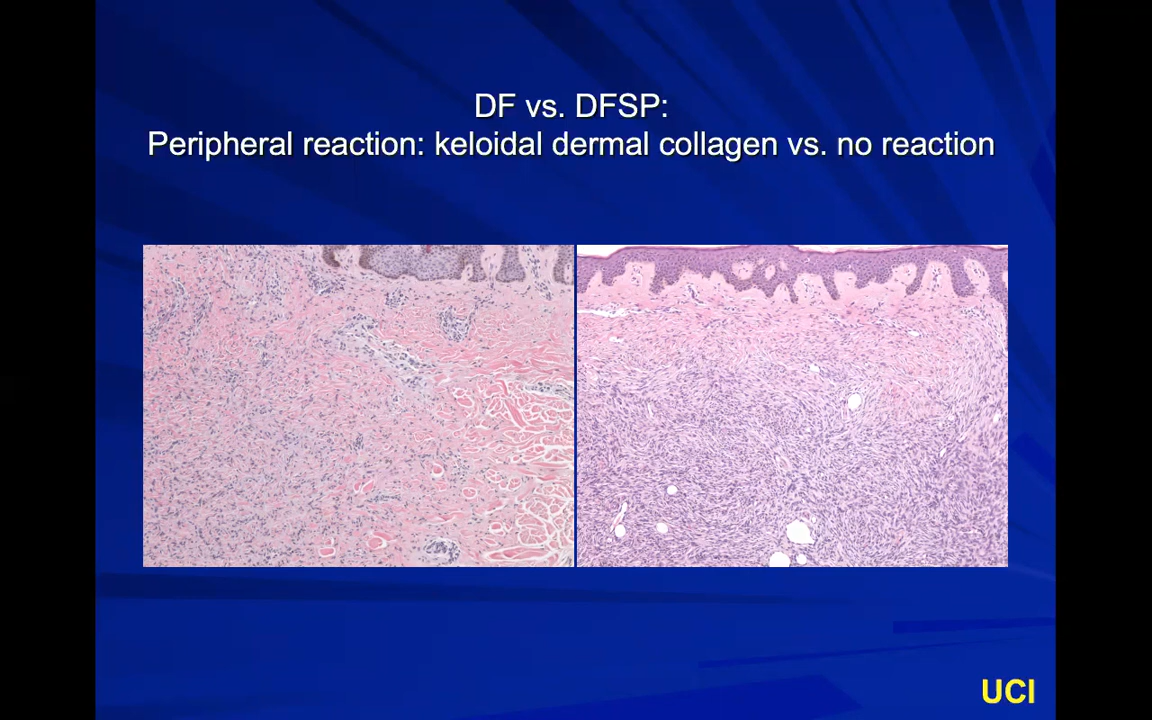 DF vs. DFSP:
Peripheral reaction: keloidal dermal collagen vs. no reaction
UCI